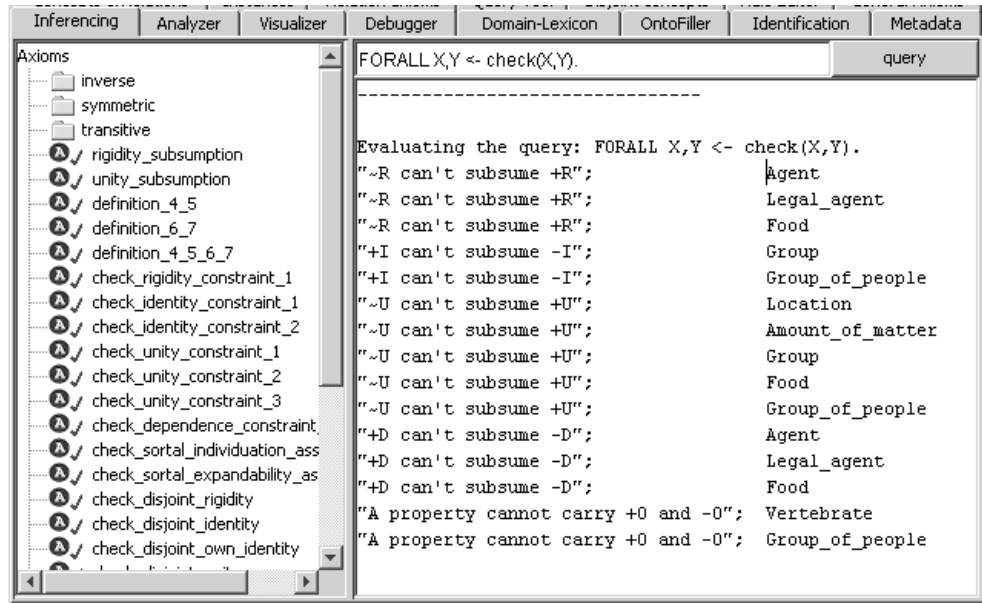 Inferencing Analyzer Visualizer Debugger Domain-Lexicon OntoFiller Identification Metadata
Axioms
inverse
symmetric
transitive
rigidity_subsumption
unity_subsumption
definition_4_5
definition_6_7
definition_4_5_6_7
check_rigidity_constraint_1
check_identity_constraint_1
check_identity_constraint_2
check_unity_constraint_1
check_unity_constraint_2
check_unity_constraint_3
check_dependence_constraint_
check_sortal_individuation_ass
check_sortal_expandability_as
check_disjoint_rigidity
check_disjoint_identity
check_disjoint_own_identity
FORALL X,Y <- check(X,Y). query
--------------------------------
Evaluating the query: FORALL X,Y <- check(X,Y).
"~R can't subsume +R"; Agent
"~R can't subsume +R"; Legal_agent
"~R can't subsume +R"; Food
"+I can't subsume -I"; Group
"+I can't subsume -I"; Group_of_people
"~U can't subsume +U"; Location
"~U can't subsume +U"; Amount_of_matter
"~U can't subsume +U"; Group
"~U can't subsume +U"; Food
"~U can't subsume +U"; Group_of_people
"+D can't subsume -D"; Agent
"+D can't subsume -D"; Legal_agent
"+D can't subsume -D"; Food
"A property cannot carry +O and -O"; Vertebrate
"A property cannot carry +O and -O"; Group_of_people